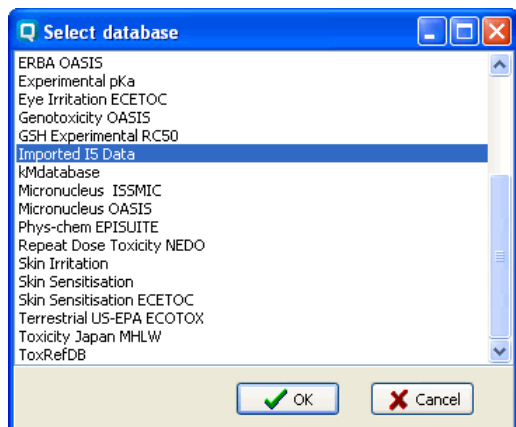 Select database
ERBA OASIS
Experimental pKa
Eye Irritation ECETOC
Genotoxicity OASIS
GSH Experimental RC50
Imported I5 Data
kMdatabase
Micronucleus  ISSMIC
Micronucleus OASIS
Phys-chem EPISUITE
Repeat Dose Toxicity NEDO
Skin Irritation
Skin Sensitisation
Skin Sensitisation ECETOC
Terrestrial US-EPA ECOTOX
Toxicity Japan MHLW
ToxRefDB
OK Cancel